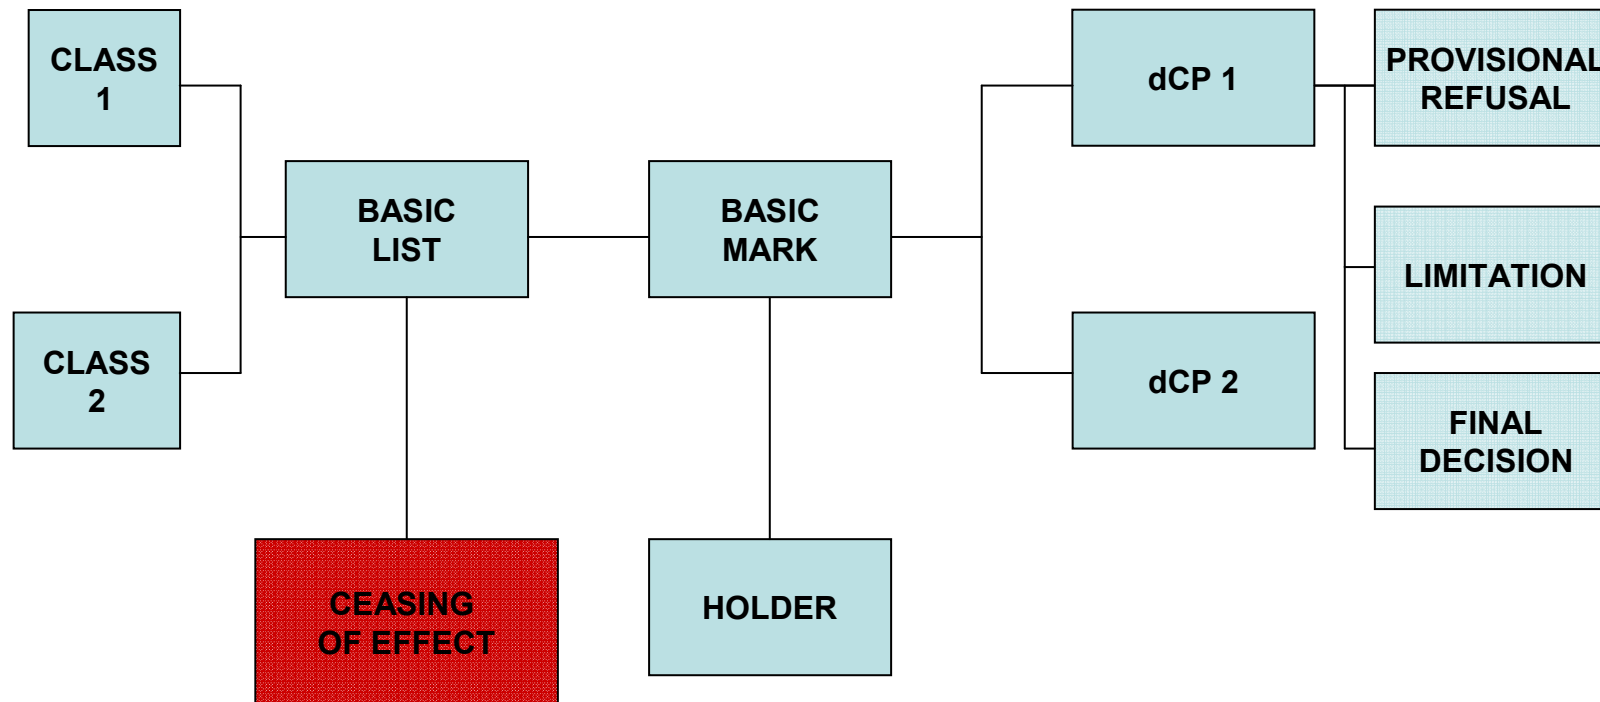 CLASS
1
CLASS
2
BASIC
LIST
BASIC
MARK
CEASING
OF EFFECT
HOLDER
dCP 1
dCP 2
PROVISIONAL
REFUSAL
LIMITATION
FINAL
DECISION